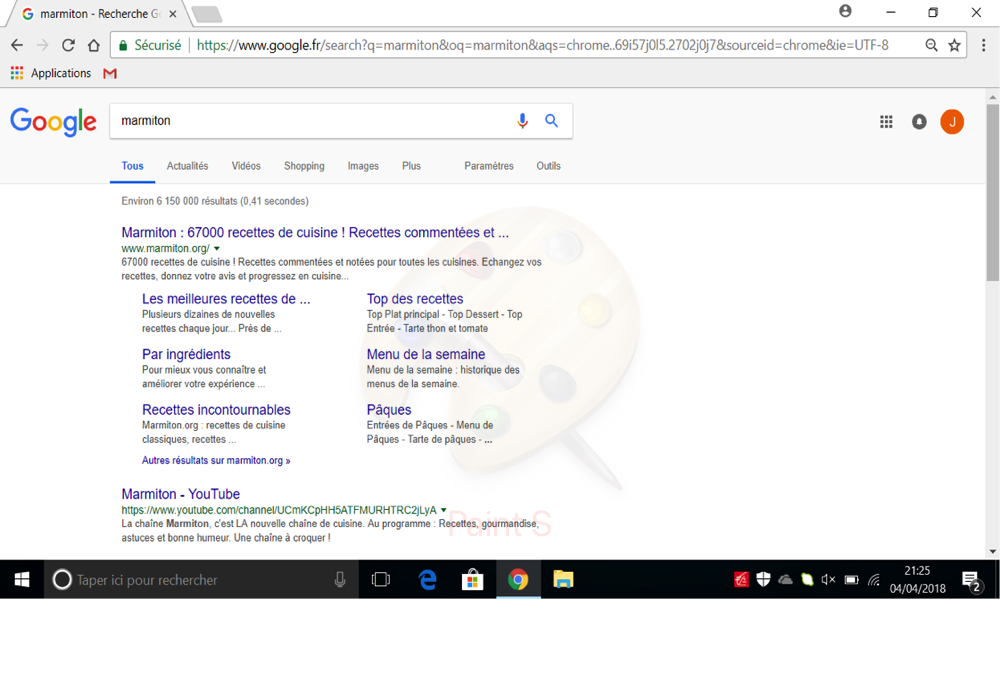 marmiton - Recherche Go
Sécurisé https://www.google.fr/search?q=marmiton&oq=marmiton&aqs=chrome..69i57j0l5.2702j0j7&sourceid=chrome&ie=UTF-8
Applications
Google marmiton J
Tous Actualités Vidéos Shopping Images Plus Paramètres Outils
Environ 6 150 000 résultats (0,41 secondes)
Marmiton : 67000 recettes de cuisine ! Recettes commentées et ...
www.marmiton.org/
67000 recettes de cuisine ! Recettes commentées et notées pour toutes les cuisines. Echangez vos
recettes, donnez votre avis et progressez en cuisine...
Les meilleures recettes de ...
Plusieurs dizaines de nouvelles
recettes chaque jour... Près de ...
Top des recettes
Top Plat principal - Top Dessert - Top
Entrée - Tarte thon et tomate
Par ingrédients
Pour mieux vous connaître et
améliorer votre expérience ...
Menu de la semaine
Menu de la semaine : historique des
menus de la semaine.
Recettes incontournables
Marmiton.org : recettes de cuisine
classiques, recettes ...
Pâques
Entrées de Pâques - Menu de
Pâques - Tarte de pâques - ...
Autres résultats sur marmiton.org »
Marmiton - YouTube
https://www.youtube.com/channel/UCmKCpHH5ATFMURHTRC2jLyA
La chaîne Marmiton, c'est LA nouvelle chaîne de cuisine. Au programme : Recettes, gourmandise,
astuces et bonne humeur. Une chaîne à croquer !
Paint S
Taper ici pour rechercher
21:25
04/04/2018
2